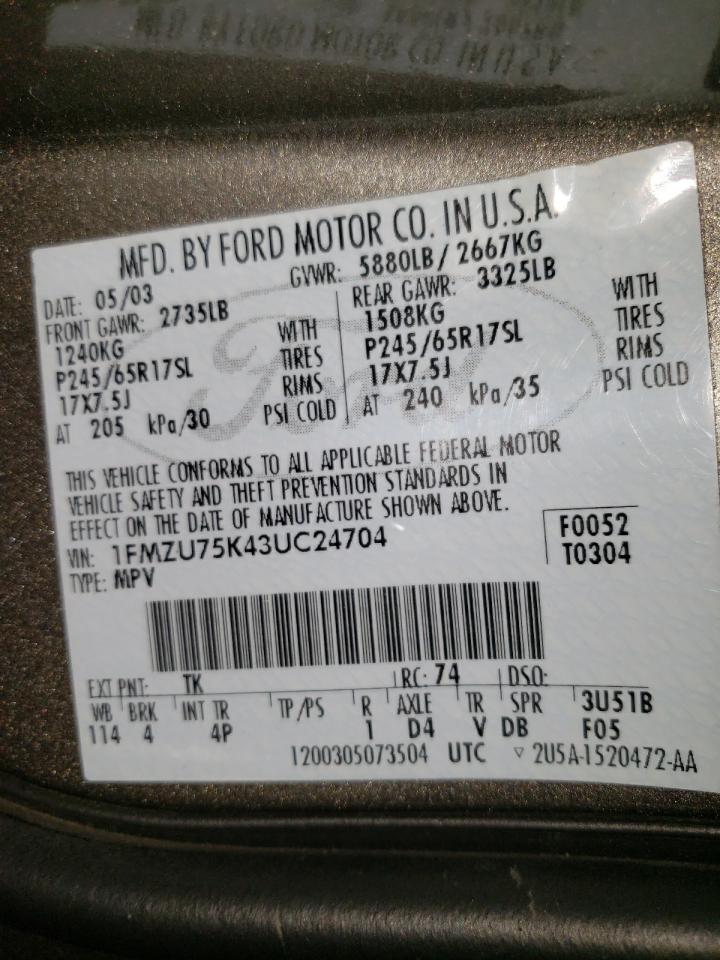 MFD. BY FORD MOTOR CO. IN U.S.A.
GVWR: 5880LB / 2667KG
DATE: 05/03
FRONT GAWR: 2735LB
1240KG WITH
P245/65R17SL TIRES
17X7.5J RIMS
AT 205 kPa/30 PSI COLD
REAR GAWR: 3325LB
1508KG WITH
P245/65R17SL TIRES
17X7.5J RIMS
AT 240 kPa/35 PSI COLD
Ford
THIS VEHICLE CONFORMS TO ALL APPLICABLE FEDERAL MOTOR
VEHICLE SAFETY AND THEFT PREVENTION STANDARDS IN
EFFECT ON THE DATE OF MANUFACTURE SHOWN ABOVE.
VIN: 1FMZU75K43UC24704
TYPE: MPV
F0052
T0304
EXT PNT: TK RC: 74 DSO:
WB BRK INT TR TP/PS R AXLE TR SPR 3U51B
114 4 4P 1 D4 V DB F05
1200305073504 UTC ▽ 2U5A-1520472-AA